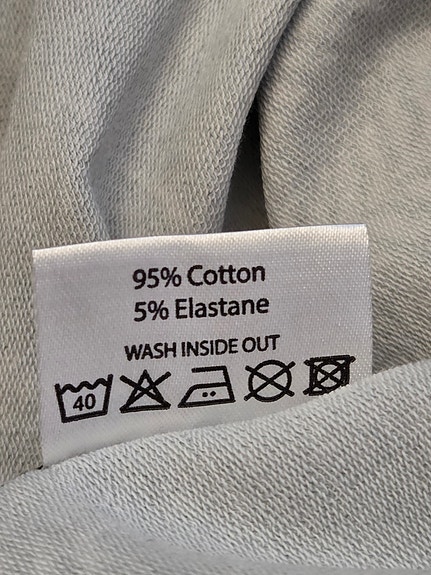 95% Cotton
5% Elastane
WASH INSIDE OUT
40